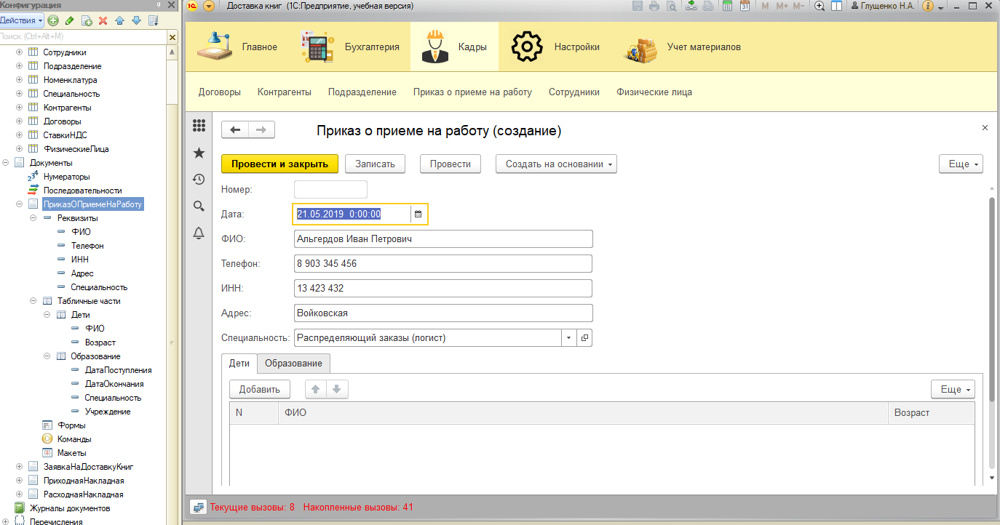 Конфигурация
Действия
Поиск (Ctrl+Alt+M)
Сотрудники
Подразделение
Номенклатура
Специальность
Контрагенты
Договоры
СтавкиНДС
ФизическиеЛица
Документы
Нумераторы
Последовательности
ПриказОПриемеНаРаботу
Реквизиты
ФИО
Телефон
ИНН
Адрес
Специальность
Табличные части
Дети
ФИО
Возраст
Образование
ДатаПоступления
ДатаОкончания
Специальность
Учреждение
Формы
Команды
Макеты
ЗаявкаНаДоставкуКниг
ПриходнаяНакладная
РасходнаяНакладная
Журналы документов
Перечисления
Доставка книг (1С:Предприятие, учебная версия)
M M+ M−
Глущенко Н.А.
Главное
Бухгалтерия
Кадры
Настройки
Учет материалов
Договоры Контрагенты Подразделение Приказ о приеме на работу Сотрудники Физические лица
Приказ о приеме на работу (создание)
Провести и закрыть Записать Провести Создать на основании Еще
Номер:
Дата: 21.05.2019 0:00:00
ФИО: Альгердов Иван Петрович
Телефон: 8 903 345 456
ИНН: 13 423 432
Адрес: Войковская
Специальность: Распределяющий заказы (логист)
Дети Образование
Добавить Еще
N ФИО Возраст
Текущие вызовы: 8 Накопленные вызовы: 41